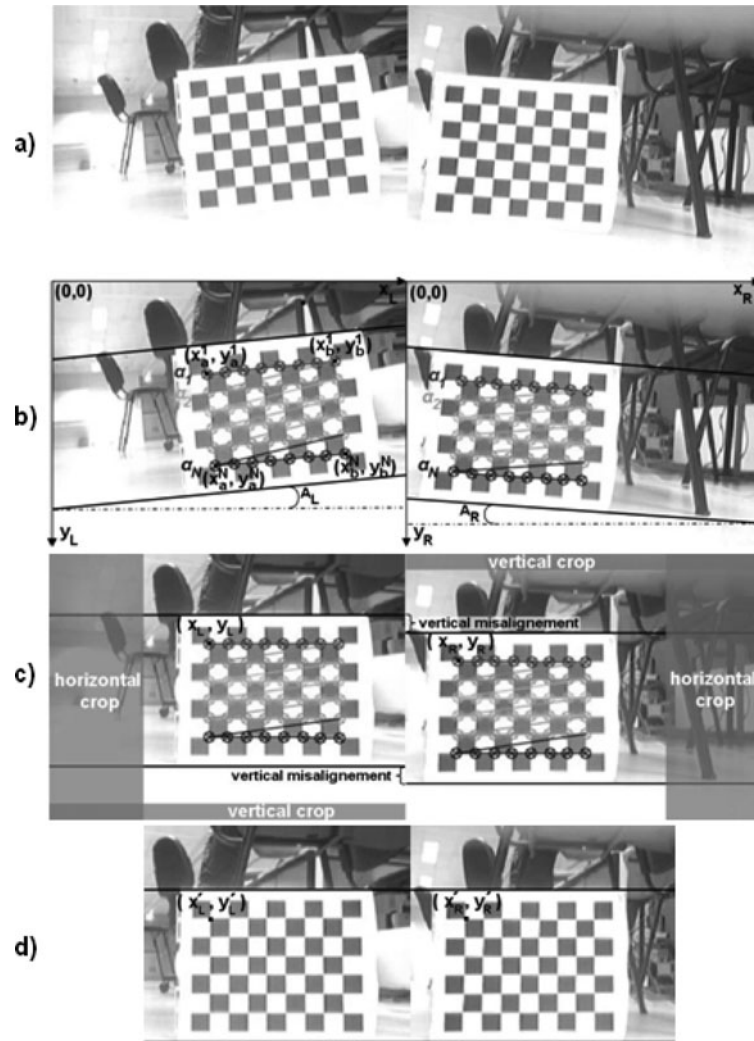 a)
b)
(0,0)
x_L
(0,0)
x_R
(x_a^1, y_a^1)
(x_b^1, y_b^1)
α_1
α_2
α_N
(x_a^N, y_a^N)
(x_b^N, y_b^N)
A_L
y_L
α_1
α_2
α_N
A_R
y_R
c)
vertical crop
(x_L, y_L)
vertical misalignement
(x_R, y_R)
horizontal
crop
horizontal
crop
vertical misalignement
vertical crop
d)
(x'_L, y'_L)
(x'_R, y'_R)